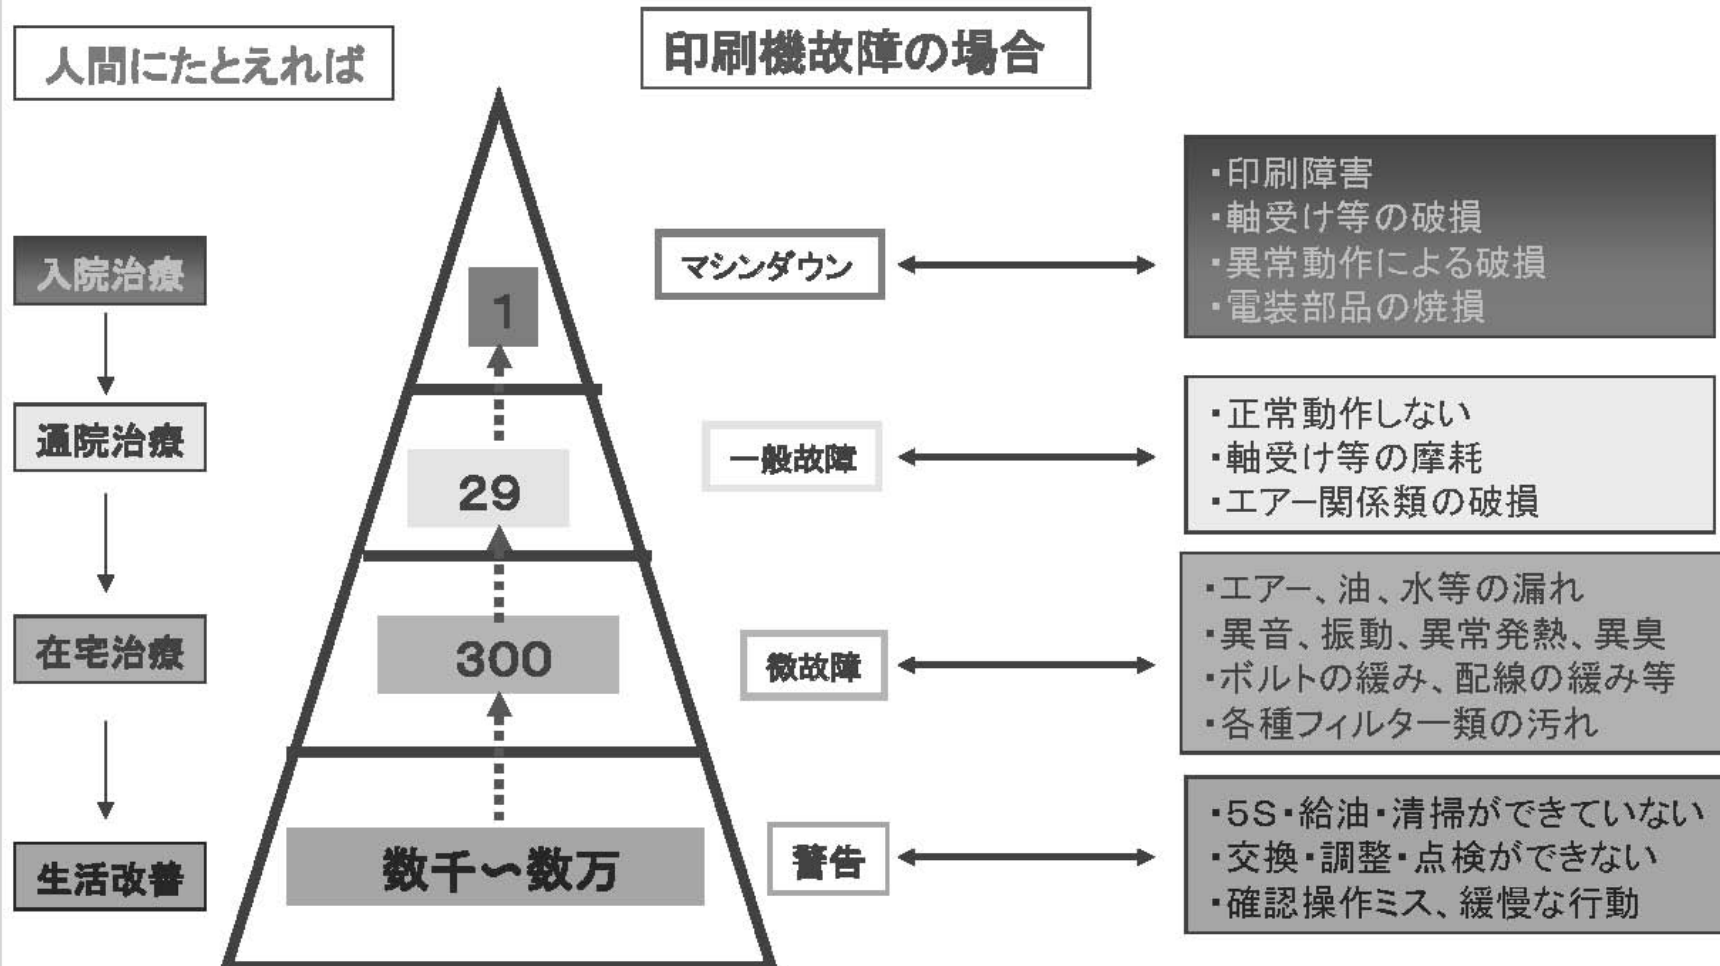 人間にたとえれば
印刷機故障の場合
入院治療
1
マシンダウン
・印刷障害
・軸受け等の破損
・異常動作による破損
・電装部品の焼損
通院治療
29
一般故障
・正常動作しない
・軸受け等の摩耗
・エアー関係類の破損
在宅治療
300
微故障
・エアー、油、水等の漏れ
・異音、振動、異常発熱、異臭
・ボルトの緩み、配線の緩み等
・各種フィルター類の汚れ
生活改善
数千～数万
警告
・5S・給油・清掃ができていない
・交換・調整・点検ができない
・確認操作ミス、緩慢な行動